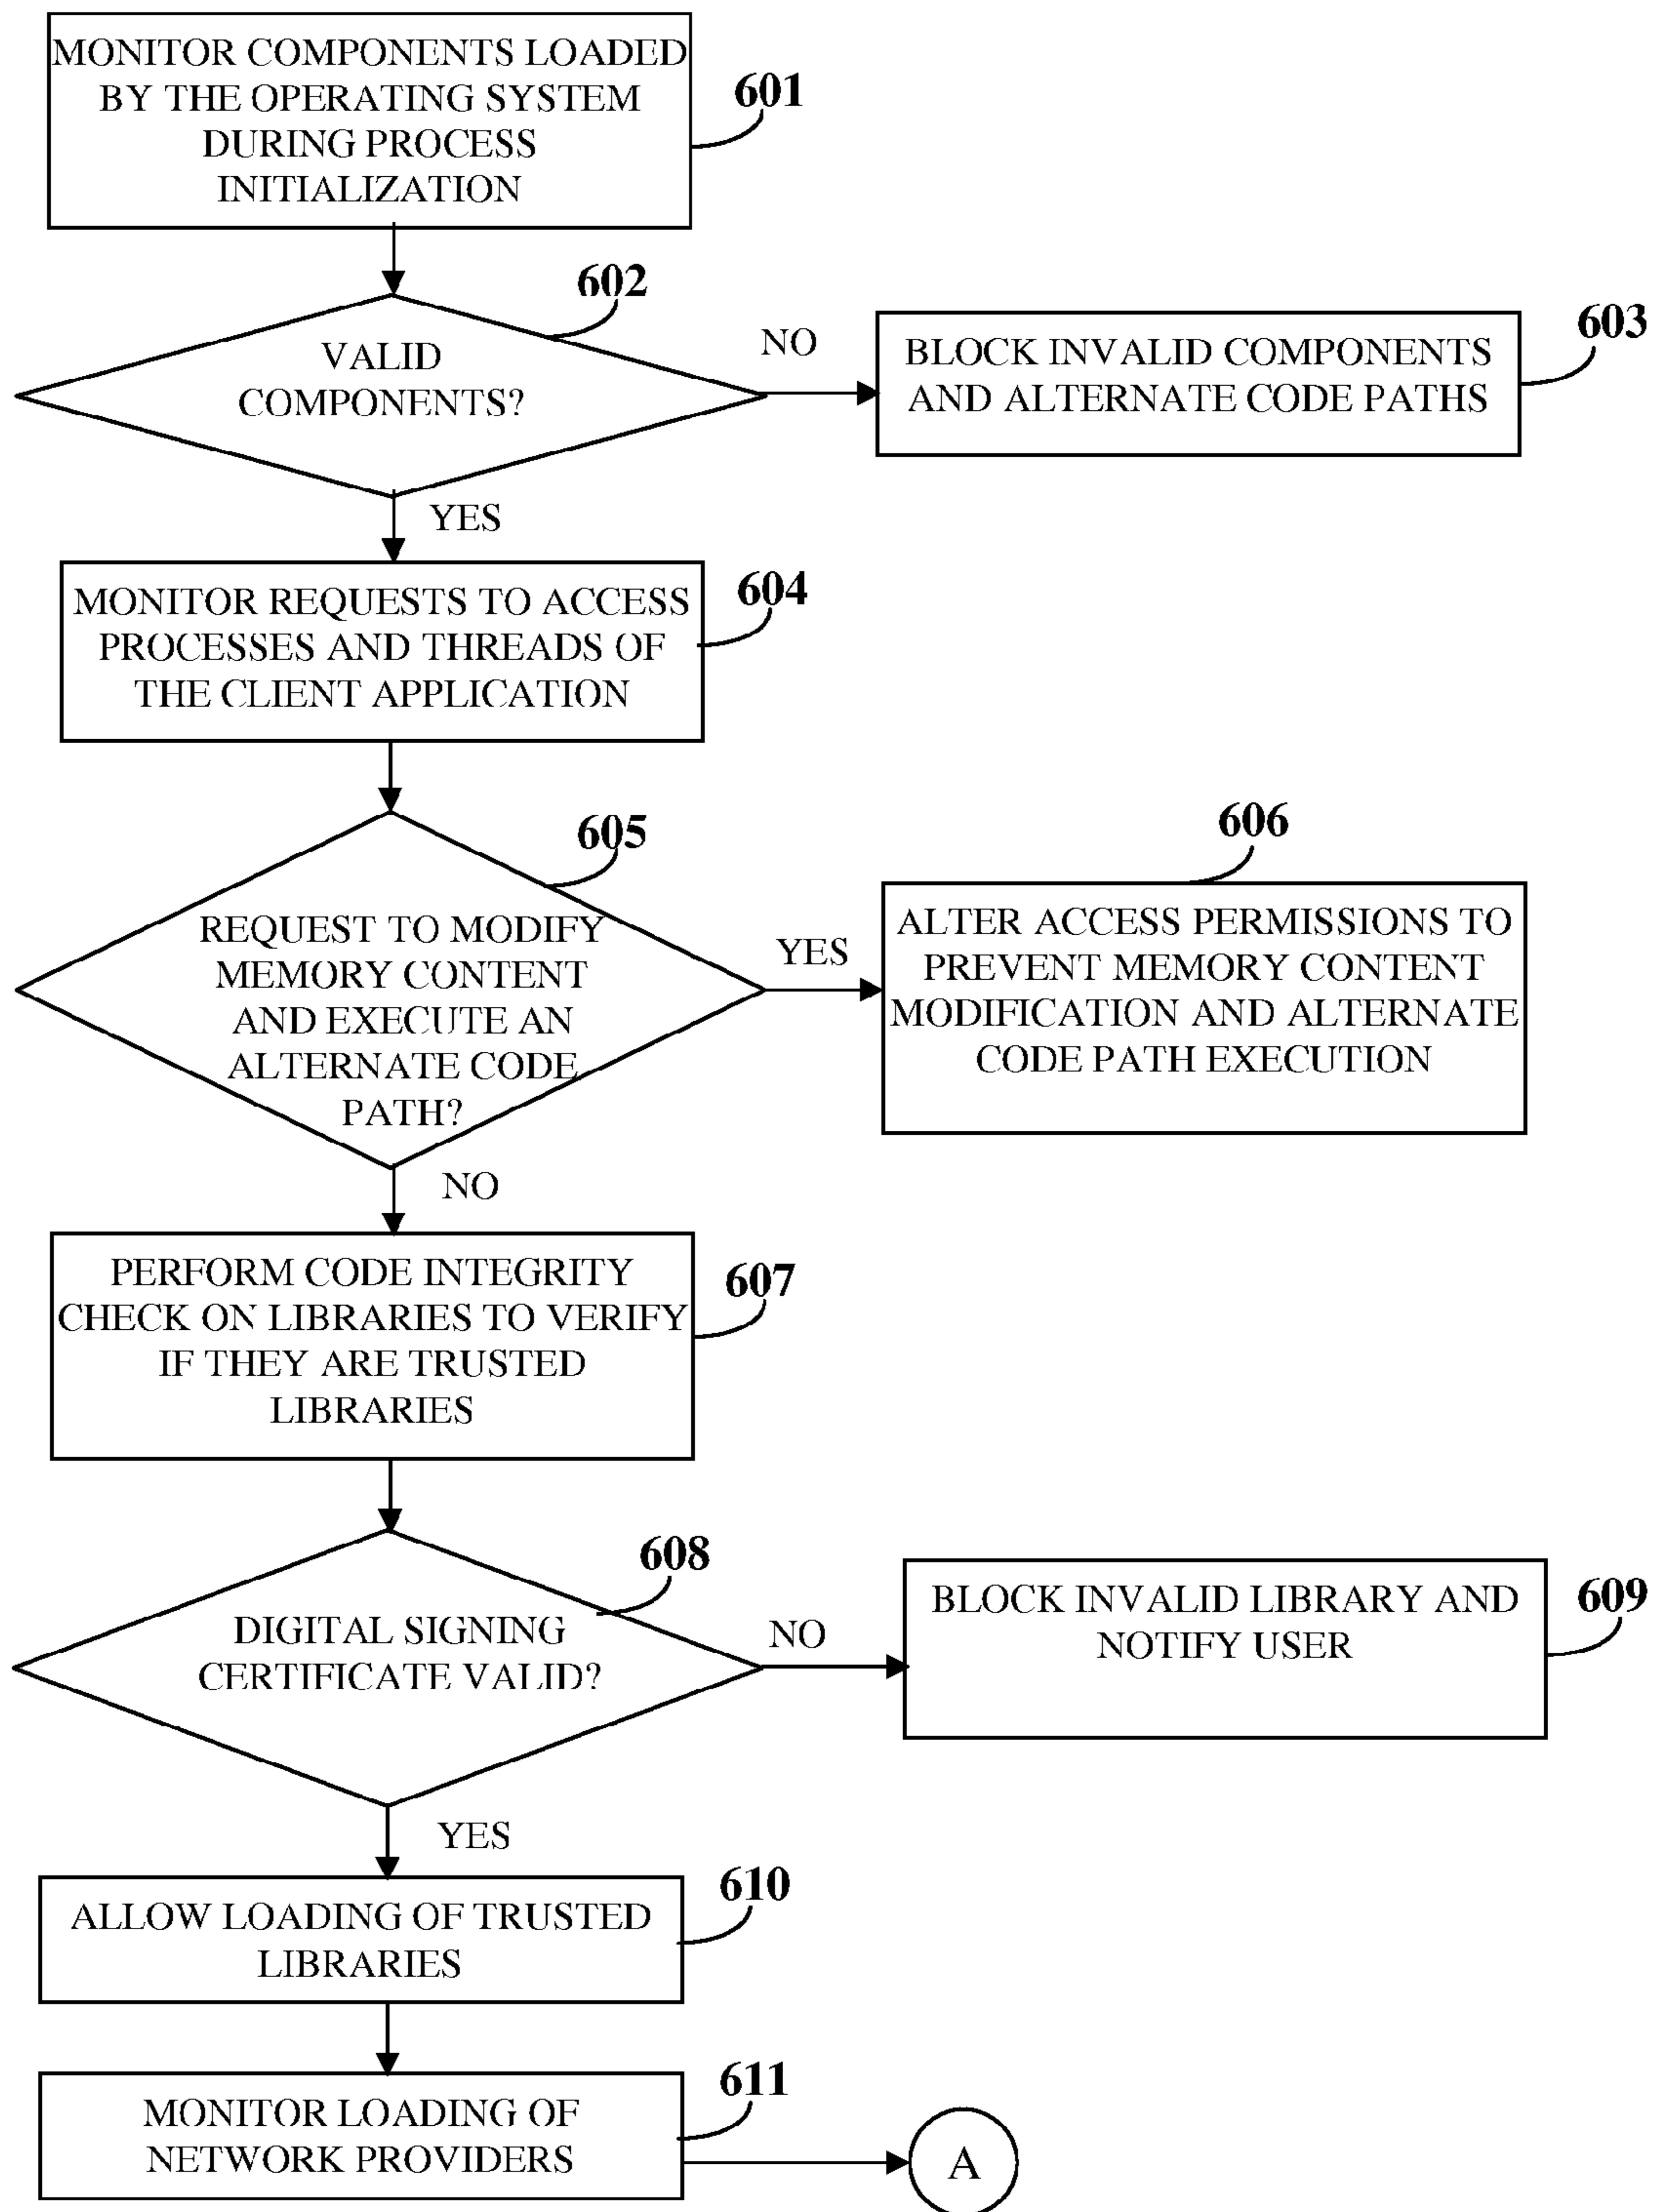 MONITOR COMPONENTS LOADED
BY THE OPERATING SYSTEM
DURING PROCESS
INITIALIZATION
601
602
VALID
COMPONENTS?
NO
BLOCK INVALID COMPONENTS
AND ALTERNATE CODE PATHS
603
YES
MONITOR REQUESTS TO ACCESS
PROCESSES AND THREADS OF
THE CLIENT APPLICATION
604
605
REQUEST TO MODIFY
MEMORY CONTENT
AND EXECUTE AN
ALTERNATE CODE
PATH?
YES
606
ALTER ACCESS PERMISSIONS TO
PREVENT MEMORY CONTENT
MODIFICATION AND ALTERNATE
CODE PATH EXECUTION
NO
PERFORM CODE INTEGRITY
CHECK ON LIBRARIES TO VERIFY
IF THEY ARE TRUSTED
LIBRARIES
607
608
DIGITAL SIGNING
CERTIFICATE VALID?
NO
BLOCK INVALID LIBRARY AND
NOTIFY USER
609
YES
ALLOW LOADING OF TRUSTED
LIBRARIES
610
MONITOR LOADING OF
NETWORK PROVIDERS
611
A